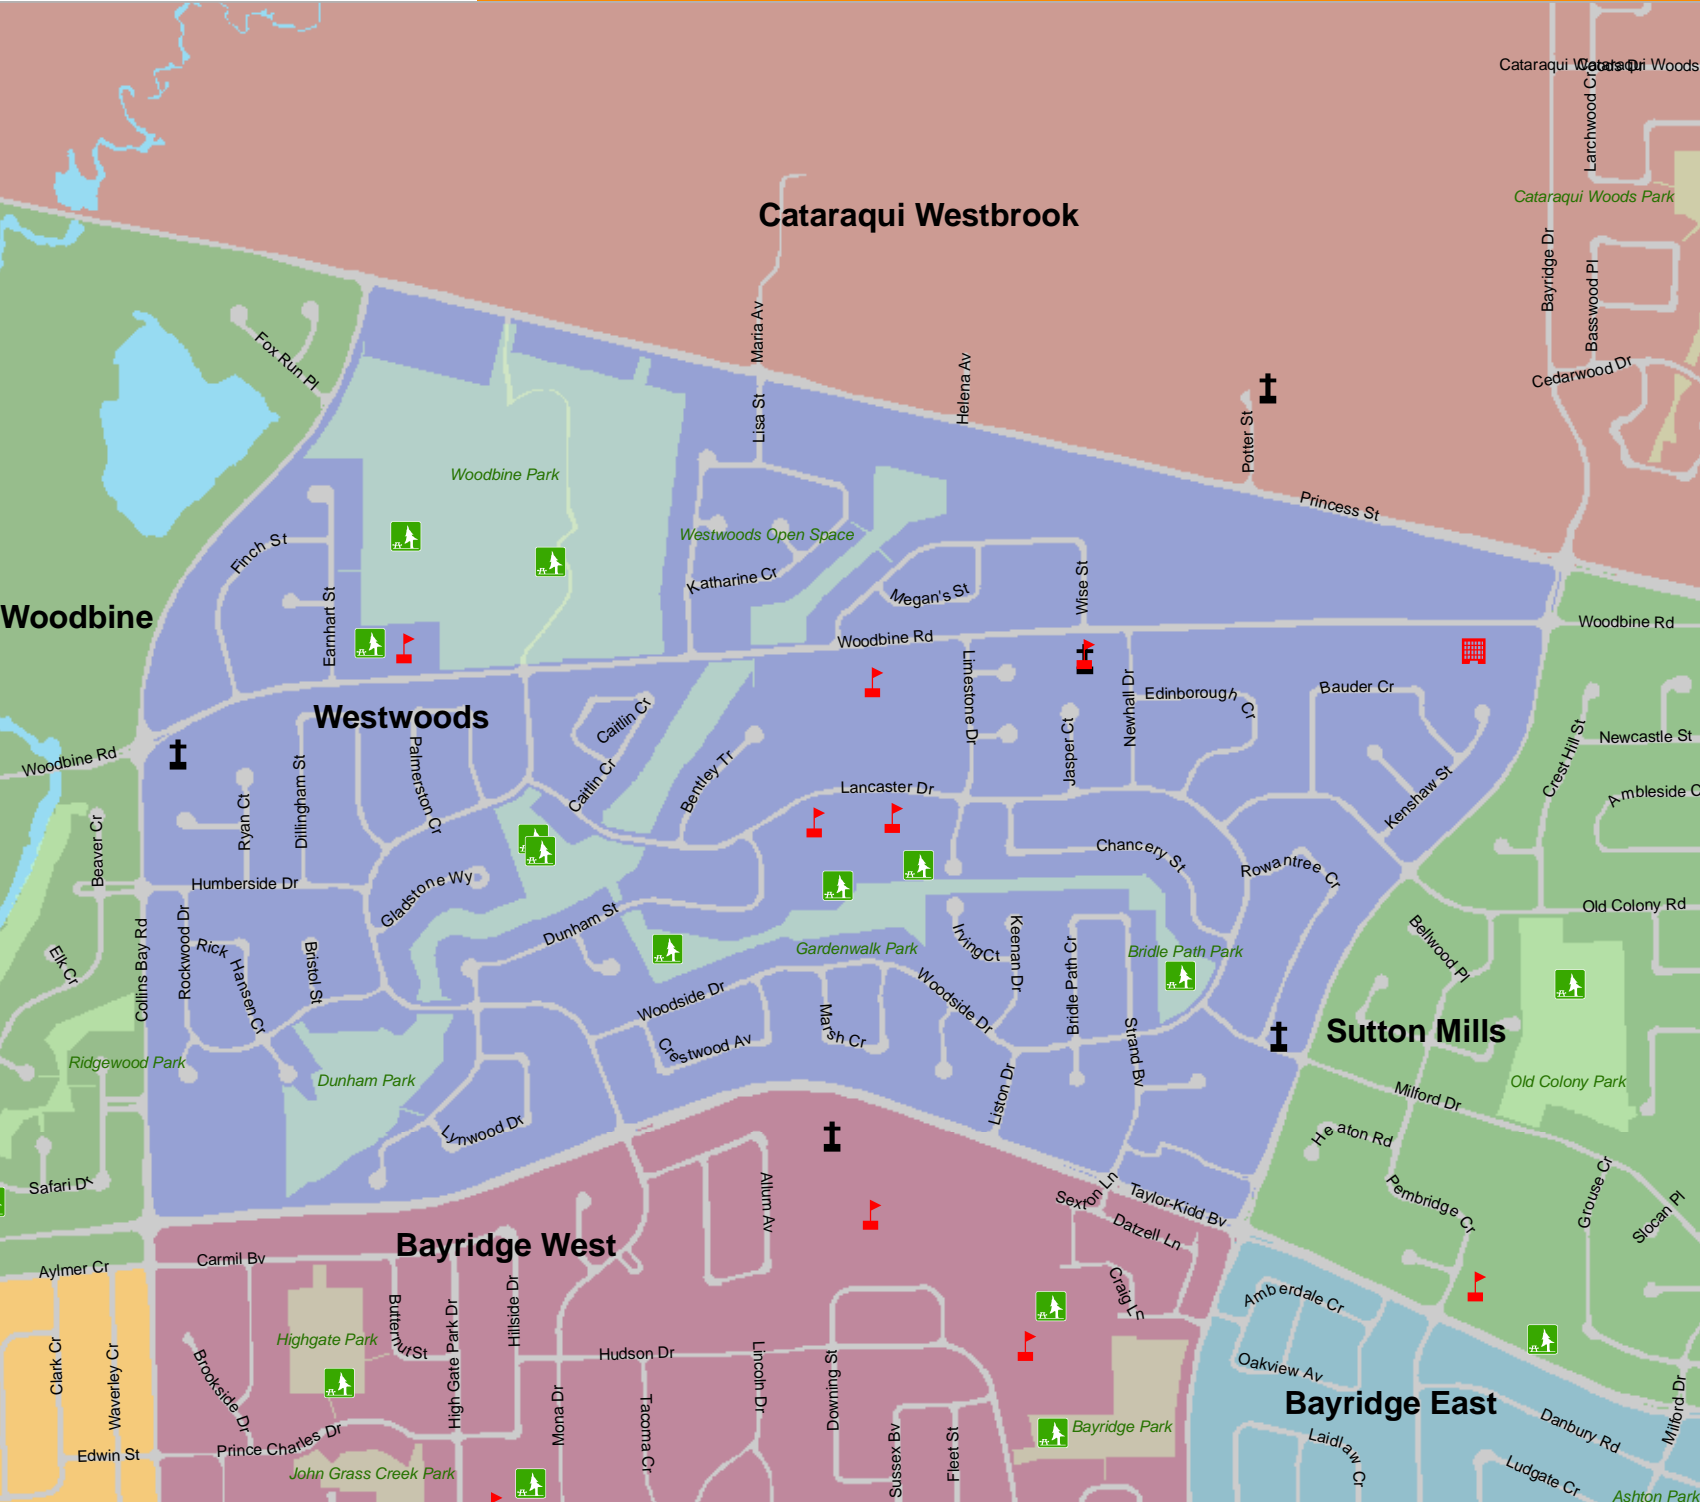 Cataraqui Woods Dr
Cataraqui Woods
Larchwood Cr
Cataraqui Woods Park
Cataraqui Westbrook
Bayridge Dr
Basswood Pl
Cedarwood Dr
Maria Av
Helena Av
Fox Run Pl
Lisa St
Potter St
Princess St
Woodbine Park
Westwoods Open Space
Finch St
Katharine Cr
Megan's St
Wise St
Earnhart St
Woodbine
Woodbine Rd
Woodbine Rd
Limestone Dr
Newhall Dr
Edinborough Cr
Bauder Cr
Westwoods
Caitlin Cr
Jasper Ct
Crest Hill St
Newcastle St
Woodbine Rd
Palmerston Cr
Dillingham St
Caitlin Cr
Bentley Tr
Lancaster Dr
Kenshaw St
Ambleside C
Ryan Ct
Beaver Cr
Chancery St
Rowantree Cr
Humberside Dr
Gladstone Wy
Old Colony Rd
Dunham St
Rockwood Dr
Rick Hansen Cr
Bristol St
Collins Bay Rd
Elk Cr
Gardenwalk Park
Irving Ct
Keenan Dr
Bridle Path Cr
Bridle Path Park
Bellwood Pl
Woodside Dr
Woodside Dr
Marsh Cr
Crestwood Av
Strand Bv
Sutton Mills
Ridgewood Park
Dunham Park
Old Colony Park
Liston Dr
Milford Dr
Lynwood Dr
Heaton Rd
Safari Dr
Allum Av
Sexton Ln
Taylor-Kidd Bv
Datzell Ln
Pembridge Cr
Grouse Cr
Slocan Pl
Bayridge West
Carmil Bv
Aylmer Cr
Craig Ls
Amberdale Cr
Butternut St
High Gate Park Dr
Hillside Dr
Highgate Park
Clark Cr
Waverley Cr
Brookside Dr
Hudson Dr
Lincoln Dr
Downing St
Oakview Av
Bayridge East
Mona Dr
Tacoma Cr
Sussex Bv
Fleet St
Bayridge Park
Danbury Rd
Milford Dr
Edwin St
Prince Charles Dr
John Grass Creek Park
Laidlaw Cr
Ludgate Cr
Ashton Park